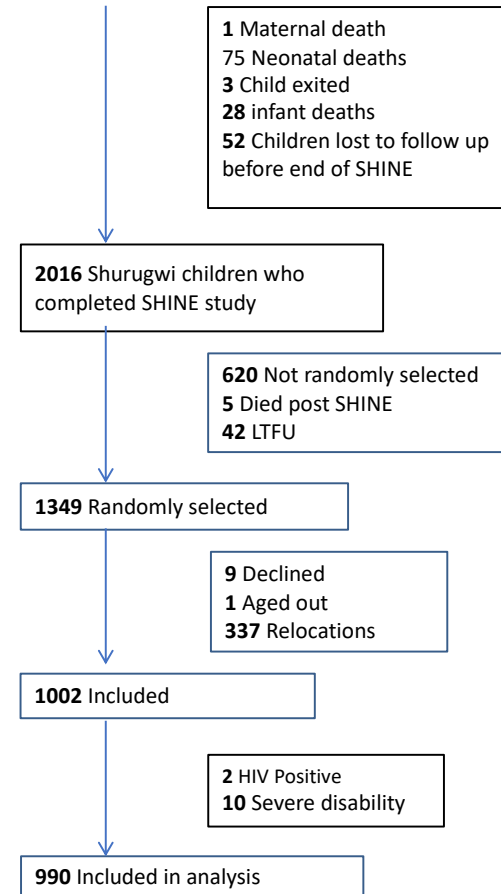 1 Maternal death
75 Neonatal deaths
3 Child exited
28 infant deaths
52 Children lost to follow up
before end of SHINE
2016 Shurugwi children who
completed SHINE study
620 Not randomly selected
5 Died post SHINE
42 LTFU
1349 Randomly selected
9 Declined
1 Aged out
337 Relocations
1002 Included
2 HIV Positive
10 Severe disability
990 Included in analysis